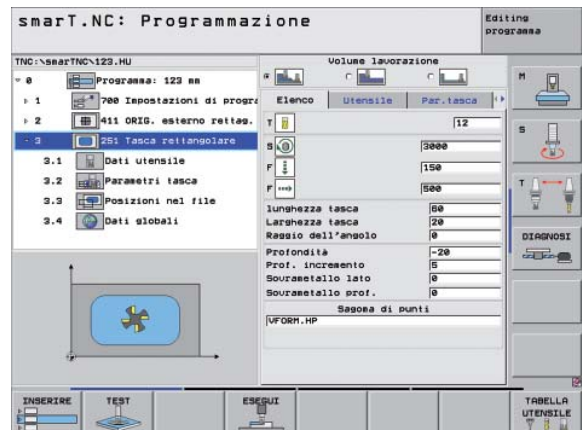 smarT.NC: Programmazione
Editing
programma
TNC:\smarTNC\123.HU
0 Programma: 123 mm
1 700 Impostazioni di progra
2 411 ORIG. esterno rettag.
3 251 Tasca rettangolare
3.1 Dati utensile
3.2 Parametri tasca
3.3 Posizioni nel file
3.4 Dati globali
Volume lavorazione
Elenco Utensile Par.tasca
T 12
S 3000
F 150
F 500
lunghezza tasca 60
Larghezza tasca 20
Raggio dell'angolo 0
Profondità -20
Prof. incremento 5
Sovrametallo lato 0
Sovrametallo prof. 0
Sagoma di punti
VFORM.HP
M
S
T
DIAGNOSI
INSERIRE
TEST
ESEGUI
TABELLA
UTENSILE